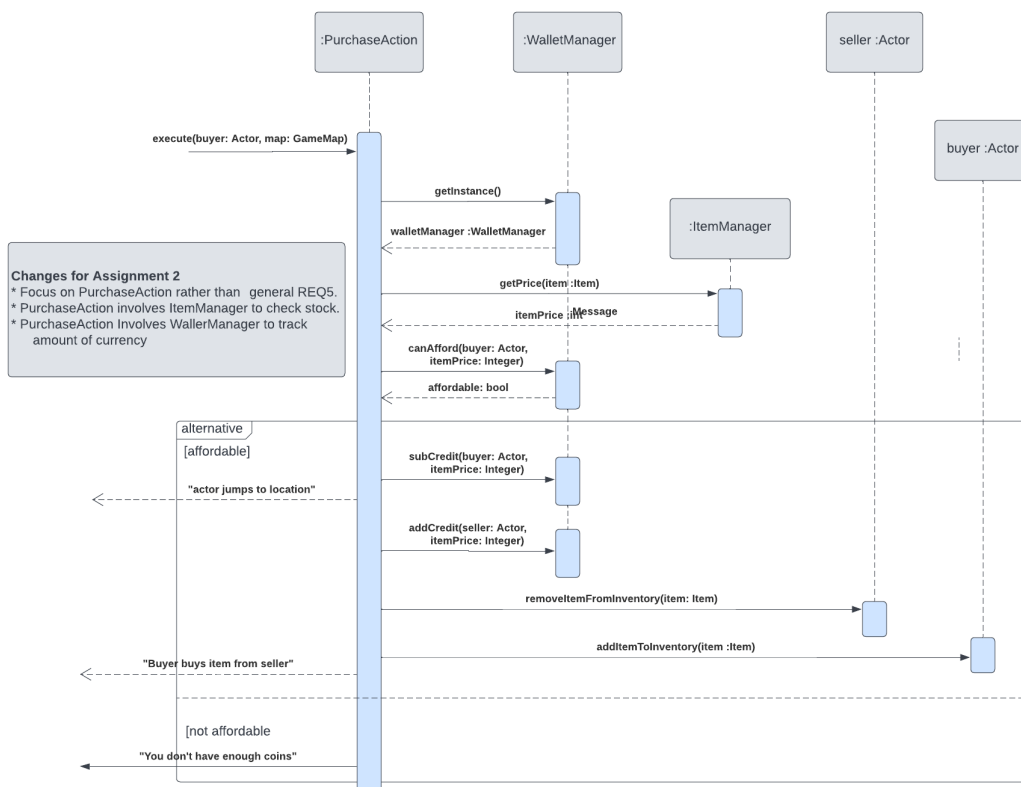 :PurchaseAction
:WalletManager
seller :Actor
buyer :Actor
execute(buyer: Actor, map: GameMap)
getInstance()
walletManager :WalletManager
:ItemManager
Changes for Assignment 2
* Focus on PurchaseAction rather than general REQ5.
* PurchaseAction involves ItemManager to check stock.
* PurchaseAction Involves WallerManager to track
amount of currency
getPrice(item :Item)
itemPrice :int
Message
canAfford(buyer: Actor,
itemPrice: Integer)
affordable: bool
alternative
[affordable]
subCredit(buyer: Actor,
itemPrice: Integer)
"actor jumps to location"
addCredit(seller: Actor,
itemPrice: Integer)
removeItemFromInventory(item: Item)
addItemToInventory(item :Item)
"Buyer buys item from seller"
[not affordable
"You don't have enough coins"